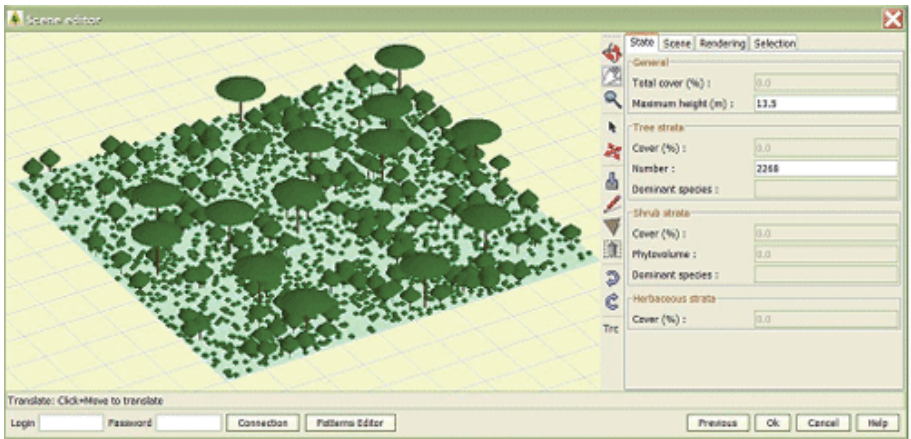 Scene editor
State Scene Rendering Selection
General
Total cover (%) : 0.0
Maximum height (m) : 13.5
Tree strata
Cover (%) : 0.0
Number : 2268
Dominant species :
Shrub strata
Cover (%) : 0.0
Phytovolume : 0.0
Dominant species :
Herbaceous strata
Cover (%) : 0.0
Trc
Translate: Click+Move to translate
Login Password Connection Patterns Editor Previous Ok Cancel Help